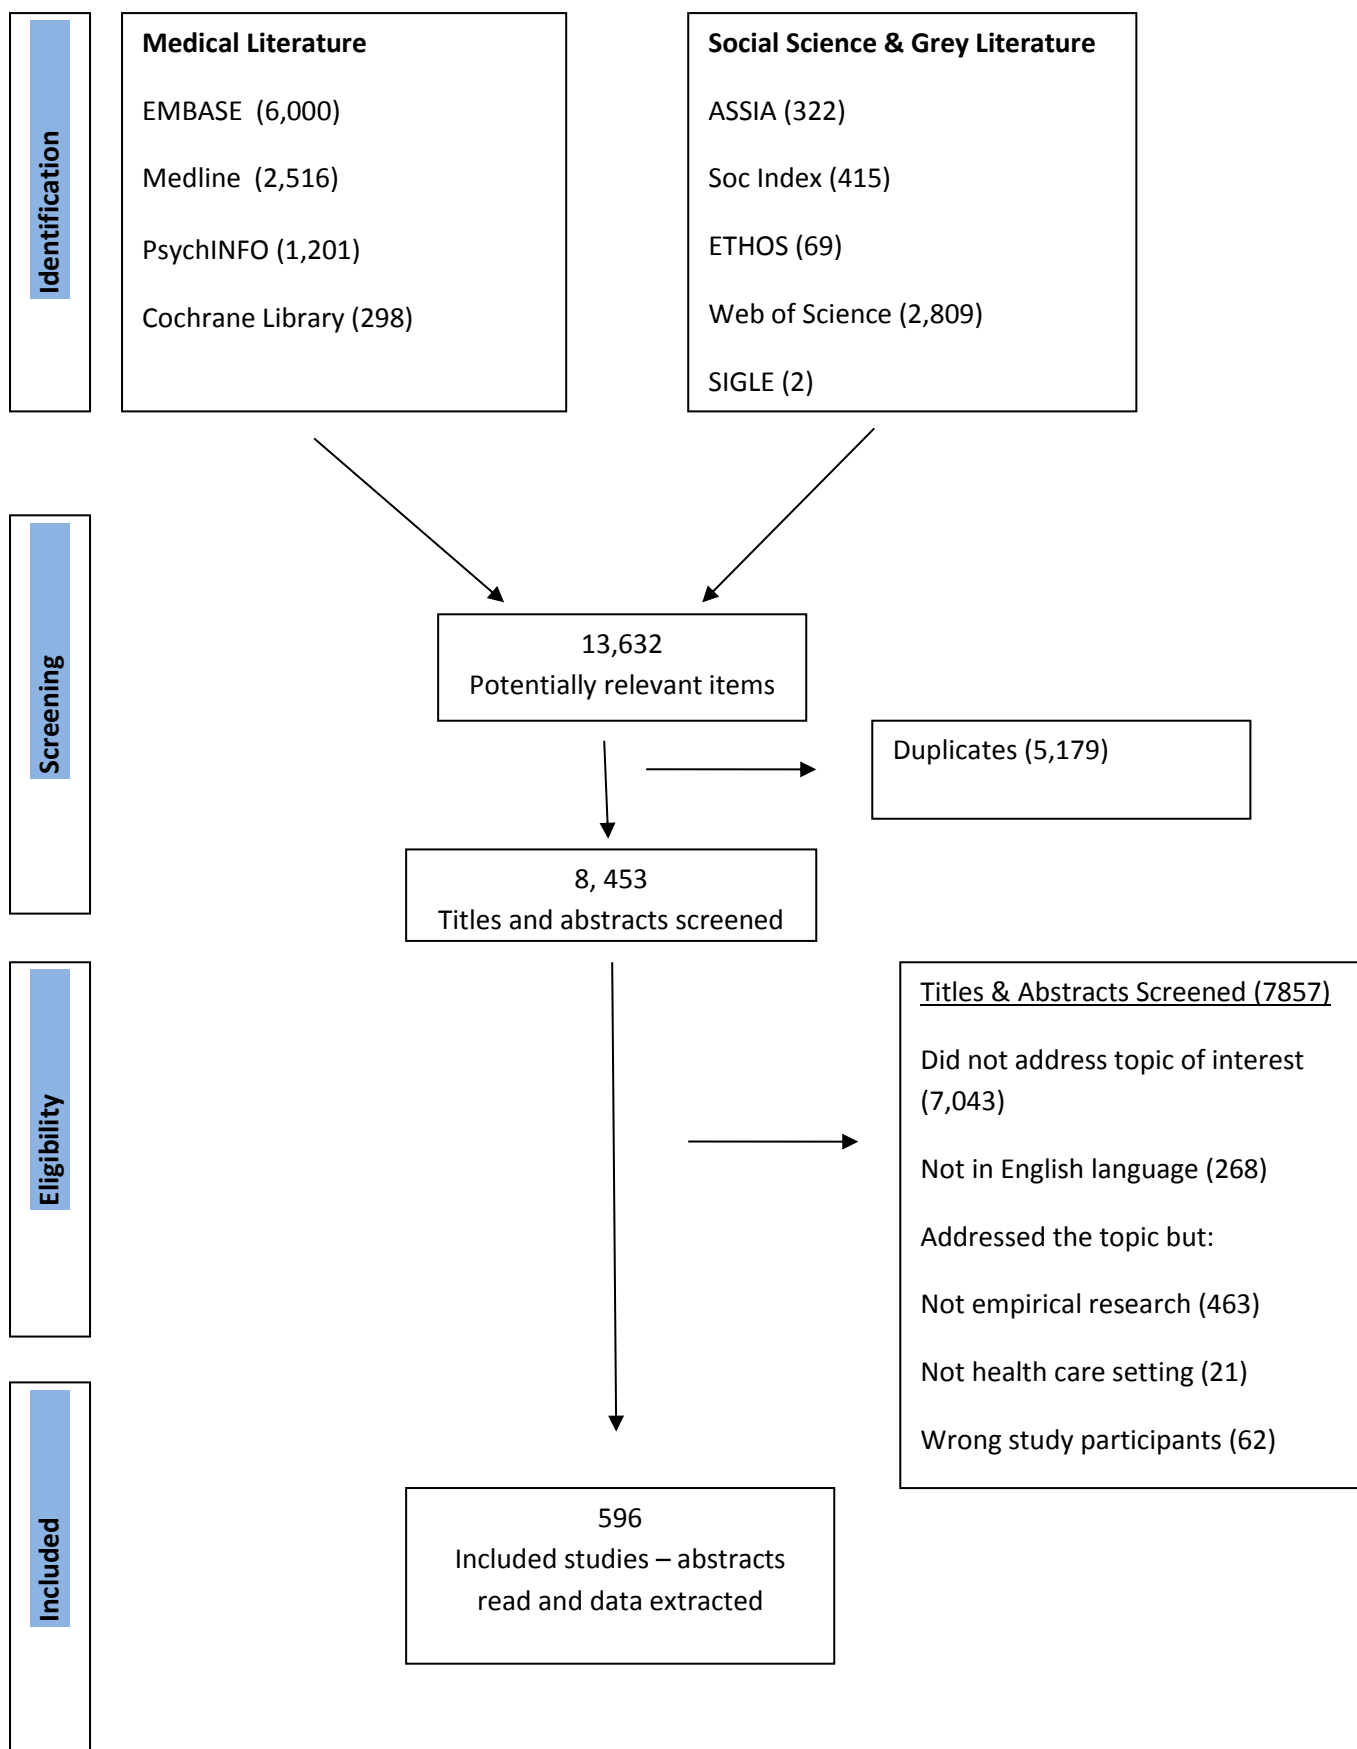 Identification
Medical Literature
EMBASE  (6,000)
Medline  (2,516)
PsychINFO (1,201)
Cochrane Library (298)
Social Science & Grey Literature
ASSIA (322)
Soc Index (415)
ETHOS (69)
Web of Science (2,809)
SIGLE (2)
Screening
13,632
Potentially relevant items
Duplicates (5,179)
8, 453
Titles and abstracts screened
Eligibility
Titles & Abstracts Screened (7857)
Did not address topic of interest
(7,043)
Not in English language (268)
Addressed the topic but:
Not empirical research (463)
Not health care setting (21)
Wrong study participants (62)
Included
596
Included studies – abstracts
read and data extracted